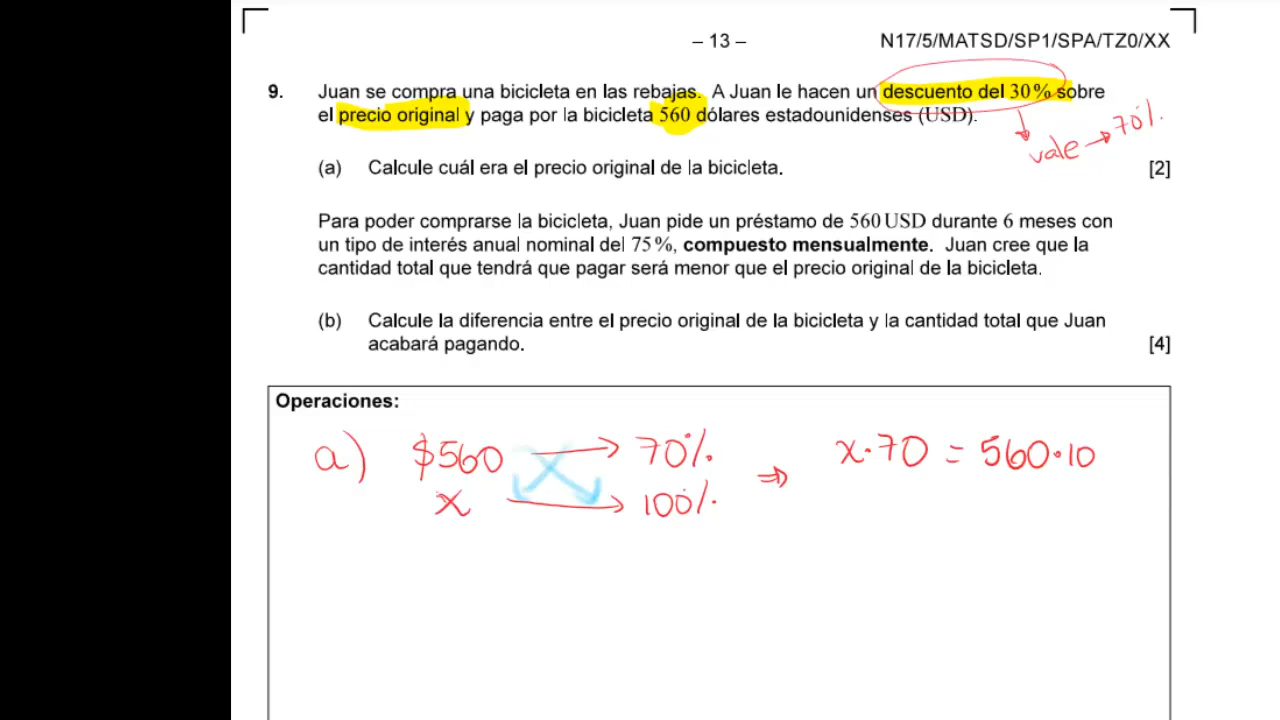 – 13 –
N17/5/MATSD/SP1/SPA/TZ0/XX
9. Juan se compra una bicicleta en las rebajas. A Juan le hacen un descuento del 30 % sobre
el precio original y paga por la bicicleta 560 dólares estadounidenses (USD).
vale → 70%
(a) Calcule cuál era el precio original de la bicicleta. [2]
Para poder comprarse la bicicleta, Juan pide un préstamo de 560 USD durante 6 meses con
un tipo de interés anual nominal del 75 %, compuesto mensualmente. Juan cree que la
cantidad total que tendrá que pagar será menor que el precio original de la bicicleta.
(b) Calcule la diferencia entre el precio original de la bicicleta y la cantidad total que Juan
acabará pagando. [4]
Operaciones:
a) $560 → 70% x·70 = 560·10
x → 100% ⇒